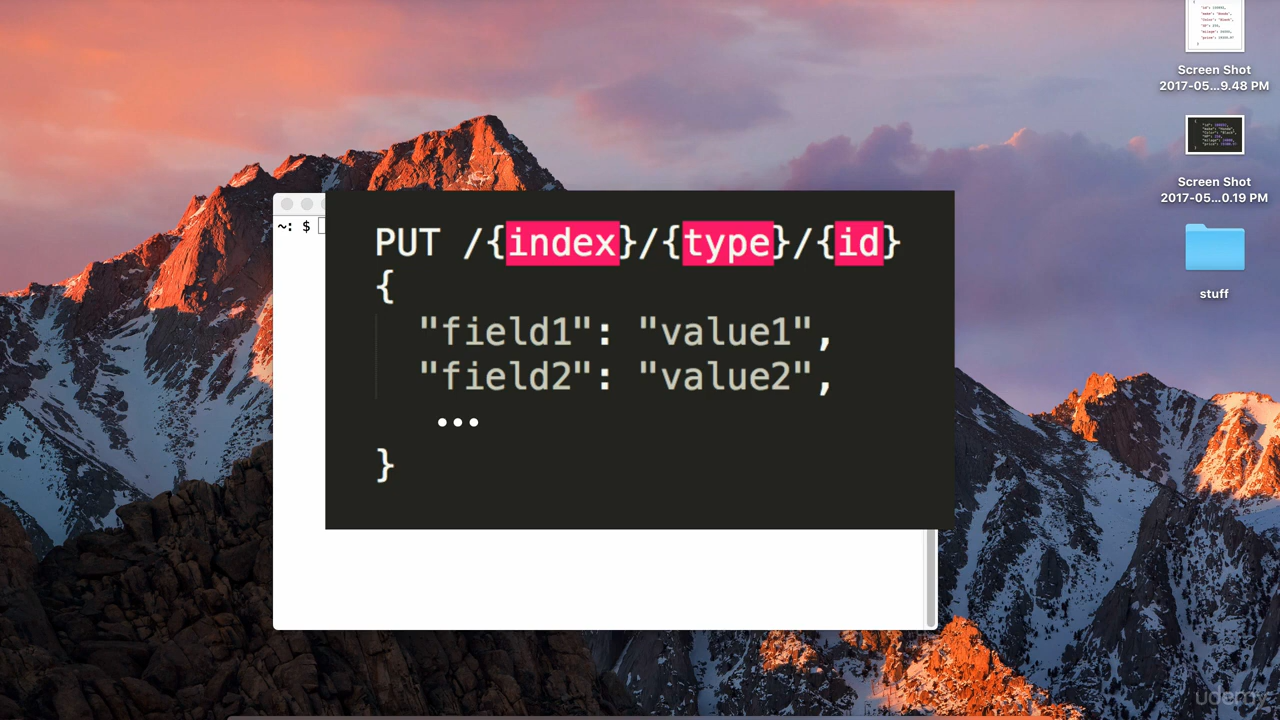 Screen Shot
2017-05...9.48 PM
Screen Shot
2017-05...0.19 PM
stuff
~: $
PUT /{index}/{type}/{id}
{
"field1": "value1",
"field2": "value2",
...
}
udemy